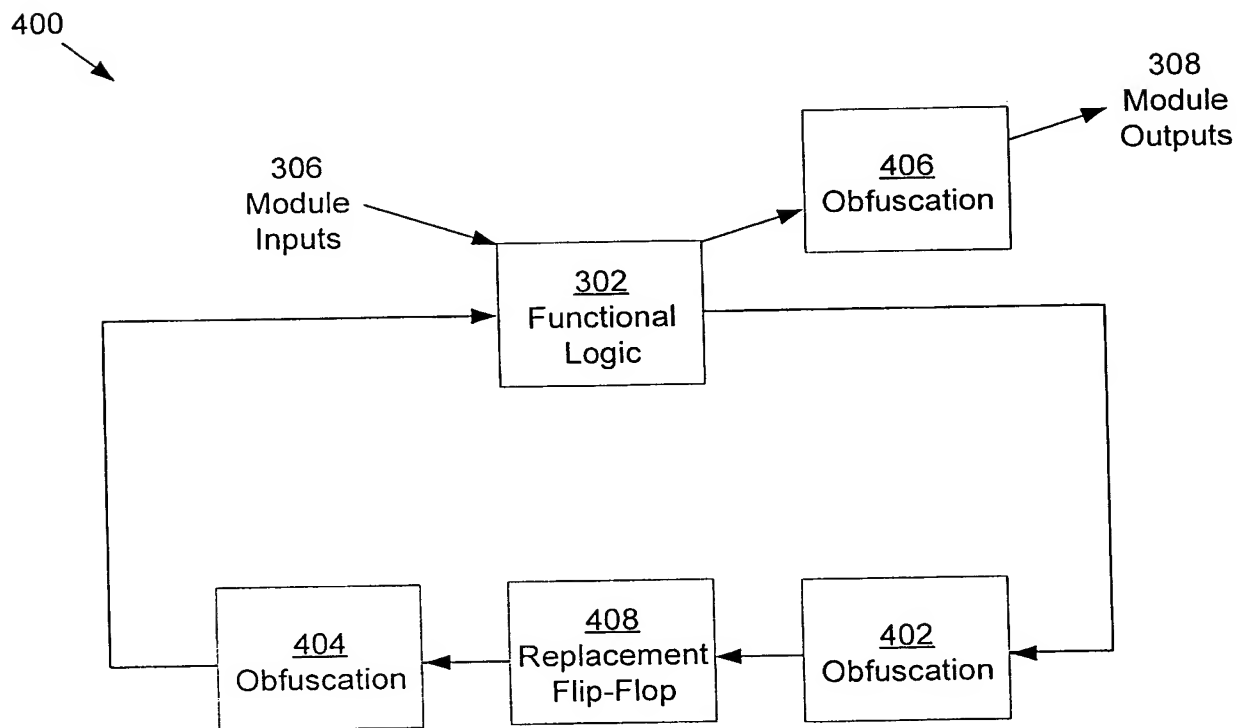 400
308
Module
Outputs
406
Obfuscation
306
Module
Inputs
302
Functional
Logic
404
Obfuscation
408
Replacement
Flip-Flop
402
Obfuscation